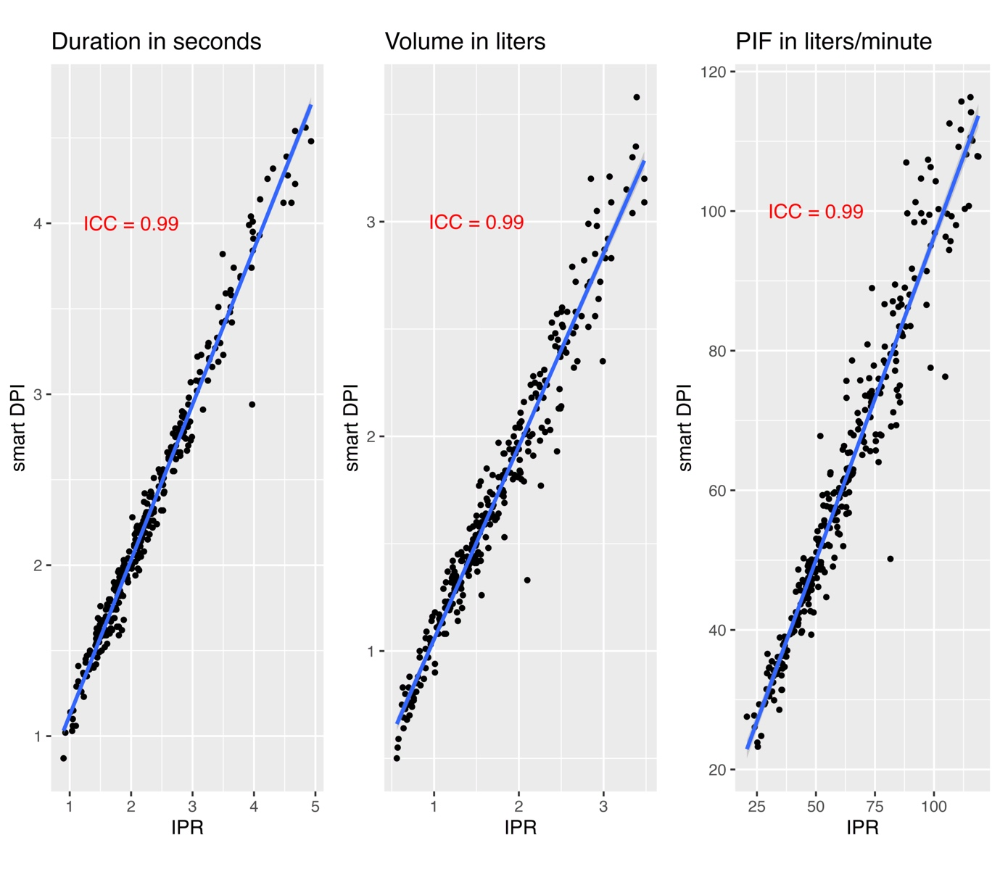 Duration in seconds
smart DPI
4
3
2
1
ICC = 0.99
1 2 3 4 5
IPR
Volume in liters
smart DPI
3
2
1
ICC = 0.99
1 2 3
IPR
PIF in liters/minute
smart DPI
120
100
80
60
40
20
ICC = 0.99
25 50 75 100
IPR